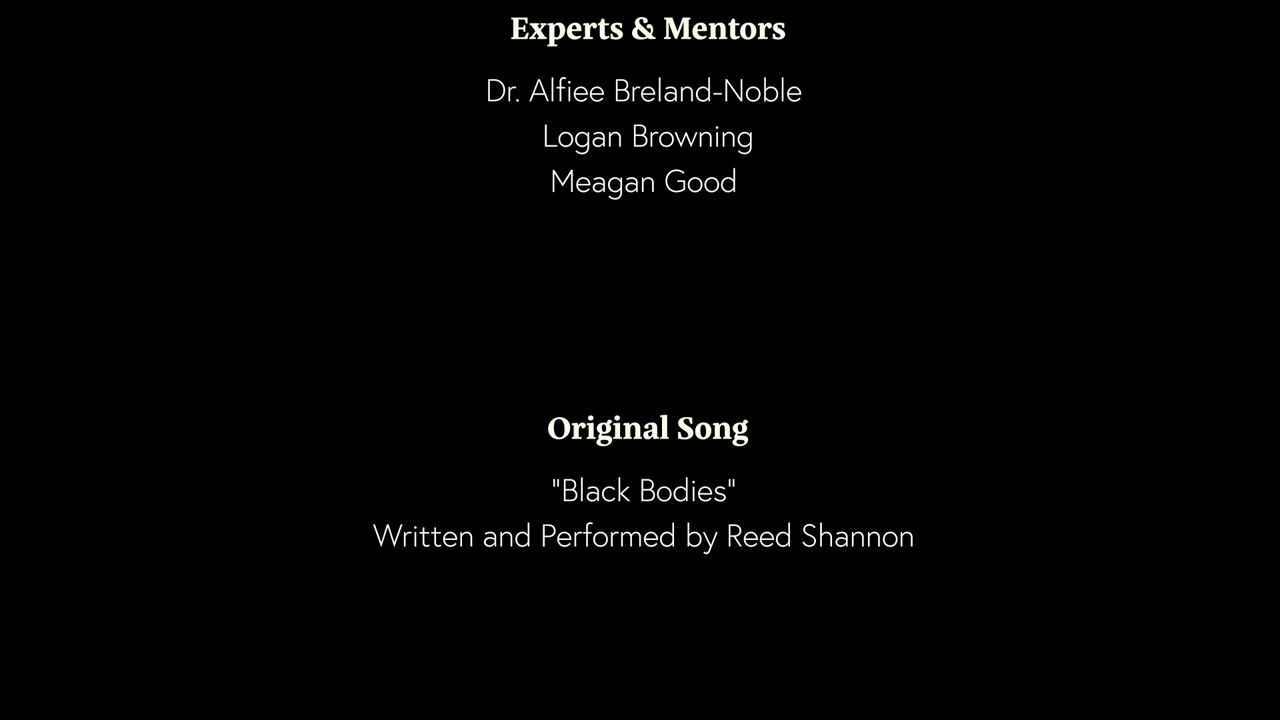 Experts & Mentors
Dr. Alfiee Breland-Noble
Logan Browning
Meagan Good
Original Song
"Black Bodies"
Written and Performed by Reed Shannon